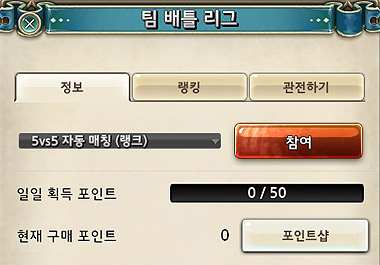 팀 배틀 리그
정보 랭킹 관전하기
5vs5 자동 매칭 (랭크) 참여
일일 획득 포인트 0 / 50
현재 구매 포인트 0 포인트샵